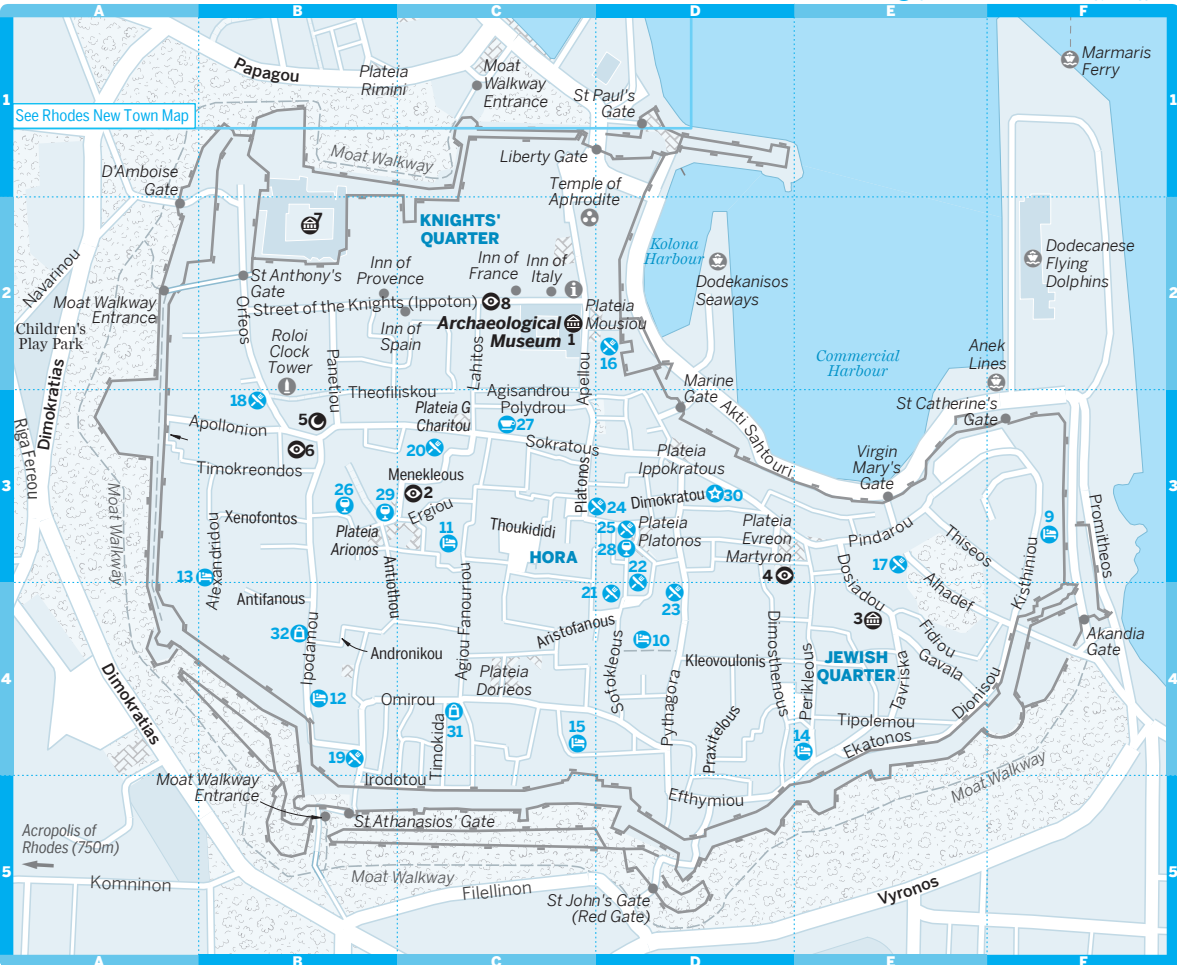 A
B
C
D
E
F
1
1
Papagou
Plateia
Rimini
Moat
Walkway
Entrance
St Paul's
Gate
Marmaris
Ferry
See Rhodes New Town Map
Moat Walkway
Liberty Gate
D'Amboise
Gate
Temple of
Aphrodite
7
KNIGHTS'
QUARTER
Kolona
Harbour
Dodekanisos
Seaways
Dodecanese
Flying
Dolphins
Navarinou
St Anthony's
Gate
Inn of
Provence
Inn of
France
Inn of
Italy
2
2
Moat Walkway
Entrance
Orfeos
Street of the Knights (Ippoton)
8
Plateia
Mousiou
Children's
Play Park
Roloi
Clock
Tower
Inn of
Spain
Archaeological
Museum
1
16
Commercial
Harbour
Anek
Lines
Dimokratias
Riga Fereou
Panetiou
Lahitos
Apellou
Theofiliskou
Agisandrou
Polydrou
Marine
Gate
Akti Sahtouri
St Catherine's
Gate
18
5
Plateia G
Charitou
27
Apollonion
6
20
Sokratous
Plateia
Ippokratous
Virgin
Mary's
Gate
Timokreondos
Menekleous
2
Platonos
3
3
26
29
Ergiou
24
Dimokratou
30
Moat Walkway
Xenofontos
Plateia
Arionos
11
Thoukididi
25
28
Plateia
Platonos
Plateia
Evreon
Martyron
Pindarou
Thiseos
9
Promitheos
HORA
22
4
Dosiadou
17
Alhadef
Kisthiniou
13
Alexandridou
Antifanous
Antiothou
Agiou Fanouriou
21
23
3
32
Ipodamou
Andronikou
Aristofanous
Sofokleous
10
Dimosthenous
Fidiou
Gavala
Akandia
Gate
Kleovoulonis
JEWISH
QUARTER
Plateia
Dorieos
Perikleous
Tavriska
Dionisou
4
4
Dimokratias
12
Omirou
31
Timokida
15
Pythagora
Praxitelous
14
Tipolemou
Ekatonos
19
Irodotou
Efthymiou
Moat Walkway
Moat Walkway
Entrance
St Athanasios' Gate
Acropolis of
Rhodes (750m)
5
5
Komninon
Moat Walkway
Filellinon
St John's Gate
(Red Gate)
Vyronos
A
B
C
D
E
F